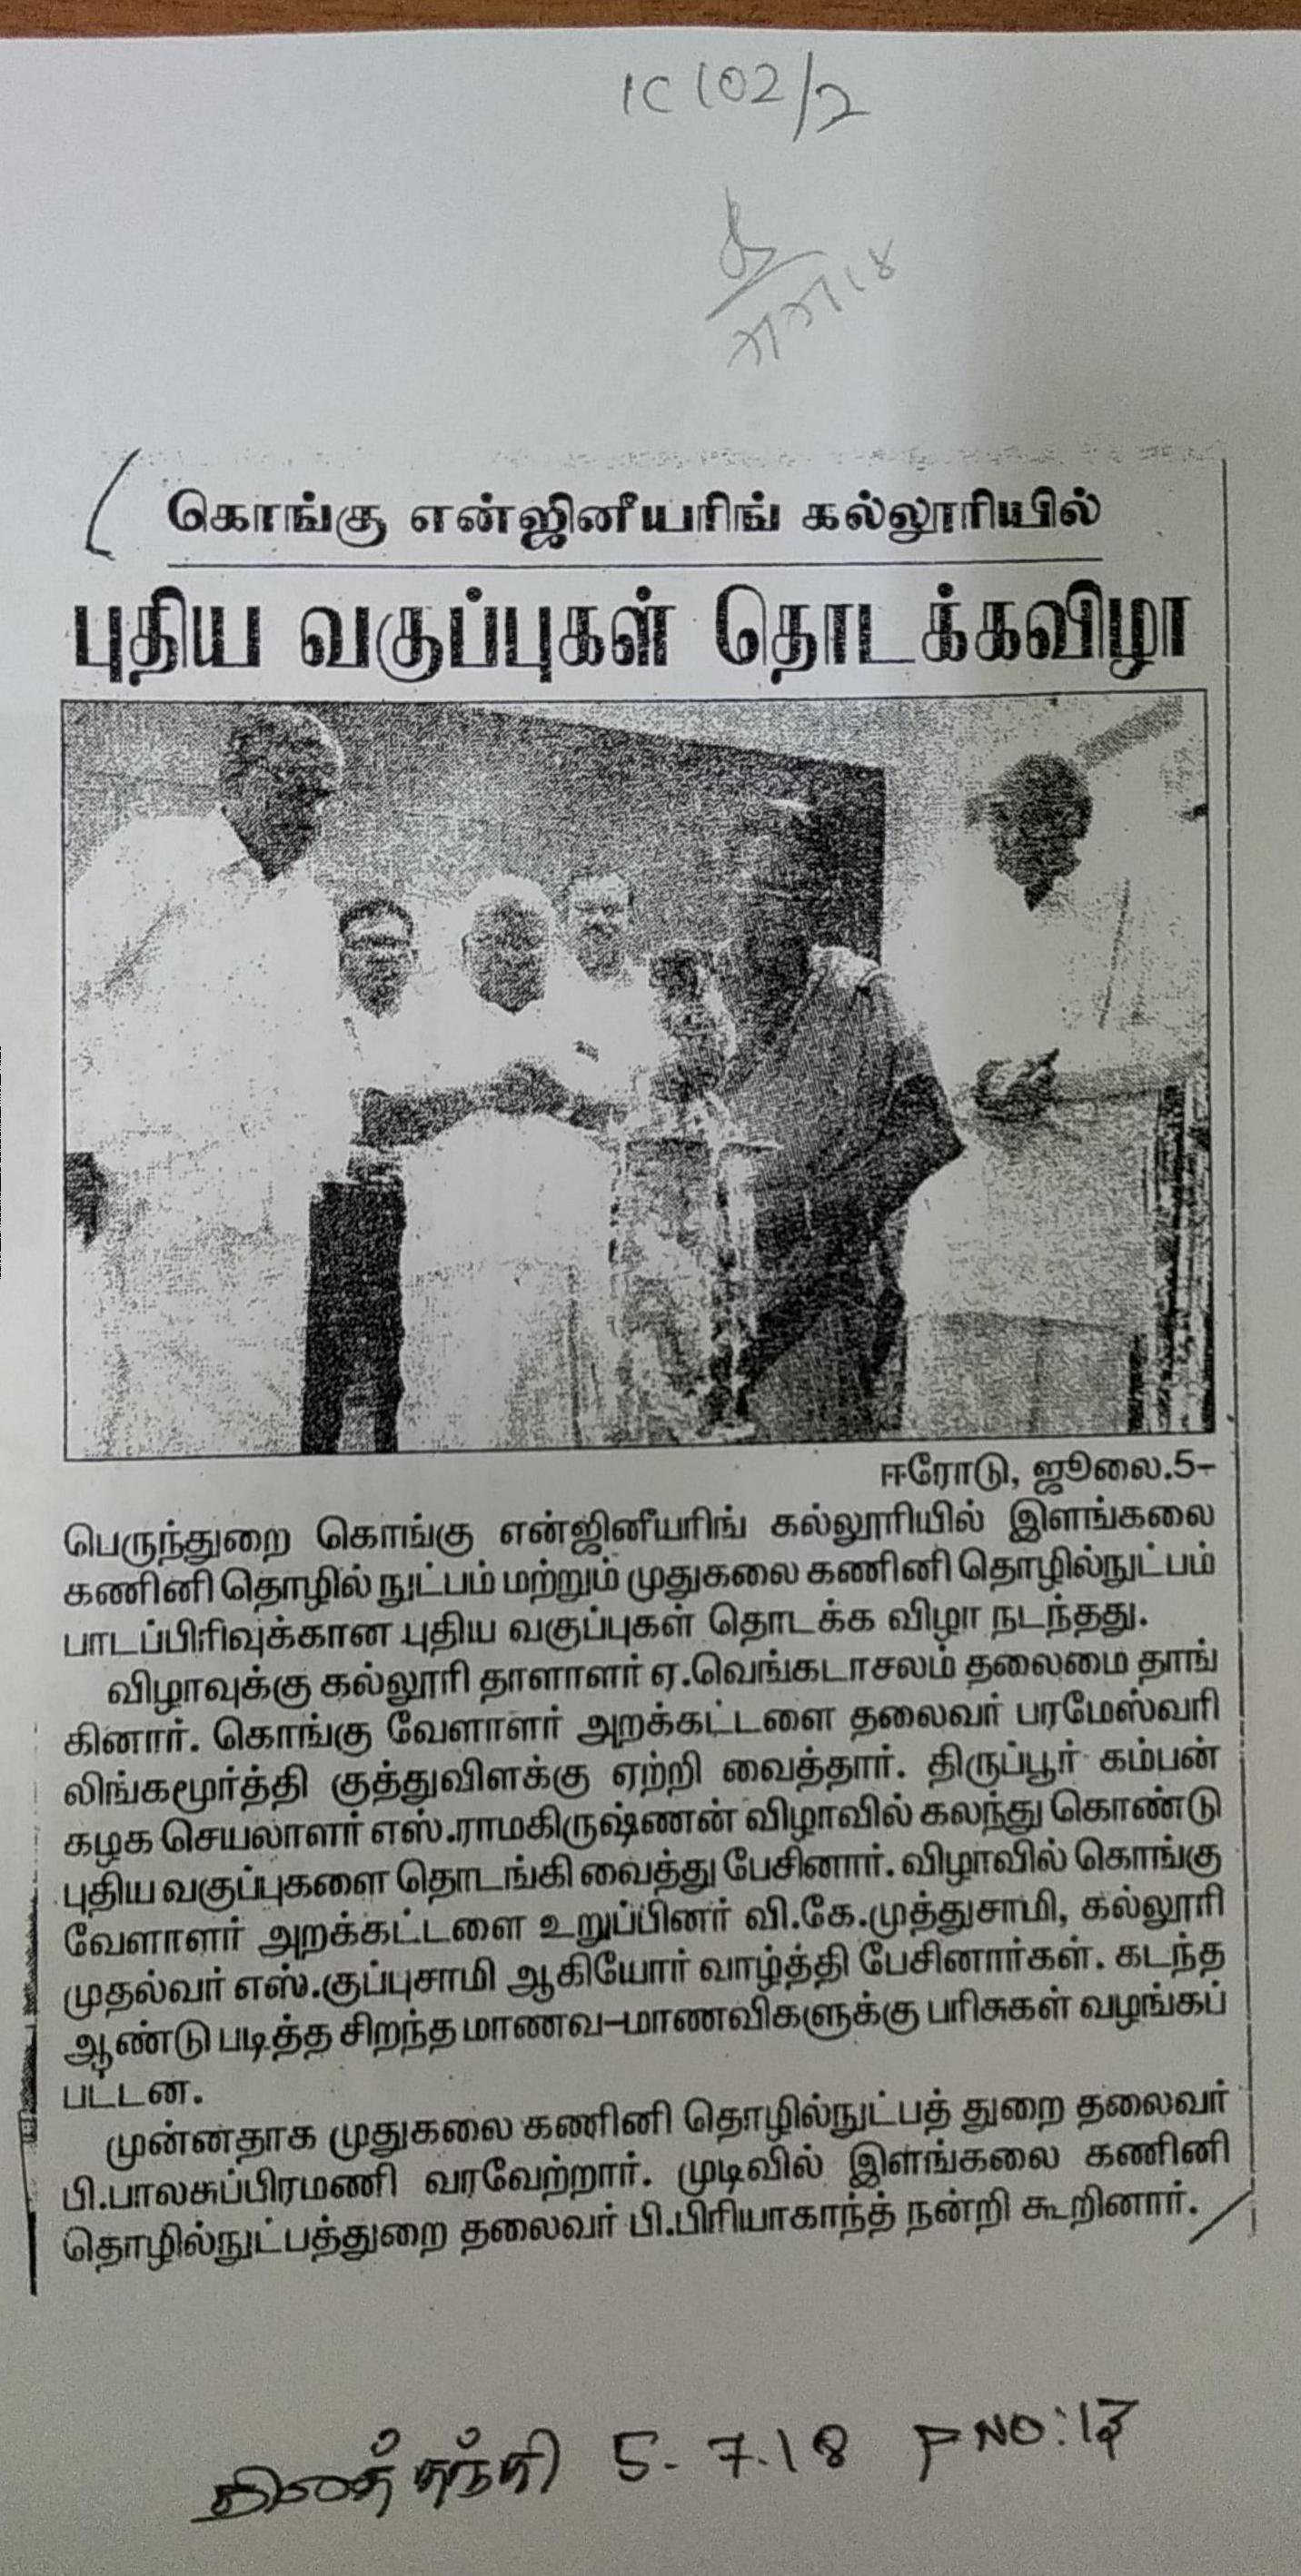 IC 102/2
கொங்கு என்ஜினீயரிங் கல்லூரியில்
புதிய வகுப்புகள் தொடக்கவிழா
ஈரோடு, ஜூலை.5–
பெருந்துறை கொங்கு என்ஜினீயரிங் கல்லூரியில் இளங்கலை
கணினி தொழில் நுட்பம் மற்றும் முதுகலை கணினி தொழில்நுட்பம்
பாடப்பிரிவுக்கான புதிய வகுப்புகள் தொடக்க விழா நடந்தது.
விழாவுக்கு கல்லூரி தாளாளர் ஏ.வெங்கடாசலம் தலைமை தாங்
கினார். கொங்கு வேளாளர் அறக்கட்டளை தலைவர் பரமேஸ்வரி
லிங்கமூர்த்தி குத்துவிளக்கு ஏற்றி வைத்தார். திருப்பூர் கம்பன்
கழக செயலாளர் எஸ்.ராமகிருஷ்ணன் விழாவில் கலந்து கொண்டு
புதிய வகுப்புகளை தொடங்கி வைத்து பேசினார். விழாவில் கொங்கு
வேளாளர் அறக்கட்டளை உறுப்பினர் வி.கே.முத்துசாமி, கல்லூரி
முதல்வர் எஸ்.குப்புசாமி ஆகியோர் வாழ்த்தி பேசினார்கள். கடந்த
ஆண்டு படித்த சிறந்த மாணவ–மாணவிகளுக்கு பரிசுகள் வழங்கப்
பட்டன.
முன்னதாக முதுகலை கணினி தொழில்நுட்பத் துறை தலைவர்
பி.பாலசுப்பிரமணி வரவேற்றார். முடிவில் இளங்கலை கணினி
தொழில்நுட்பத்துறை தலைவர் பி.பிரியாகாந்த் நன்றி கூறினார்.
தினத்தந்தி 5-7.18 P NO:13